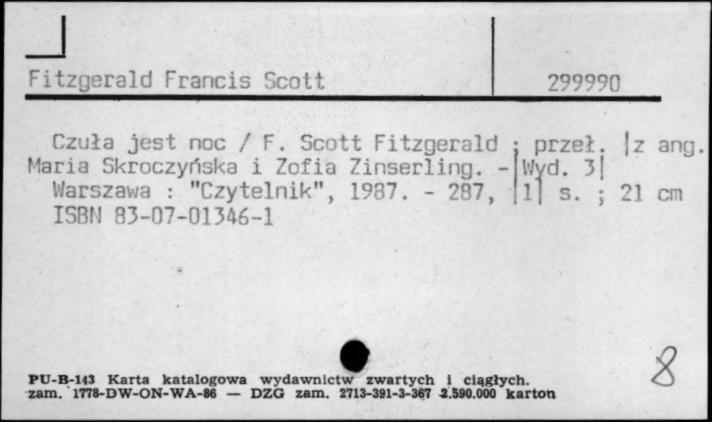 Fitzgerald Francis Scott 299990
Czuła jest noc / F. Scott Fitzgerald ; przeł. |z ang.
Maria Skroczyńska i Zofia Zinserling. -|Wyd. 3|
Warszawa : "Czytelnik", 1987. - 287, |1| s. ; 21 cm
ISBN 83-07-01346-1
8
PU-B-143 Karta katalogowa wydawnictw zwartych i ciągłych.
zam. 1778-DW-ON-WA-86 — DZG zam. 2713-391-3-367 2.590.000 karton